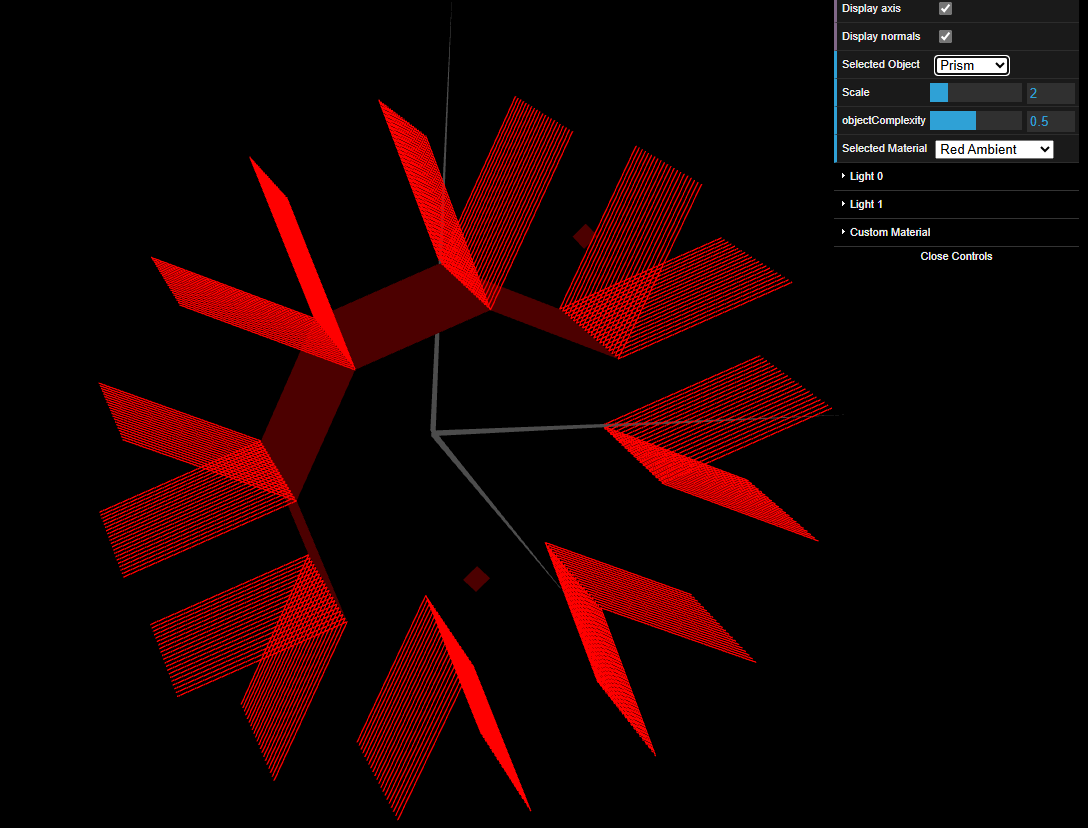 Display axis
Display normals
Selected Object Prism
Scale 2
objectComplexity 0.5
Selected Material Red Ambient
Light 0
Light 1
Custom Material
Close Controls